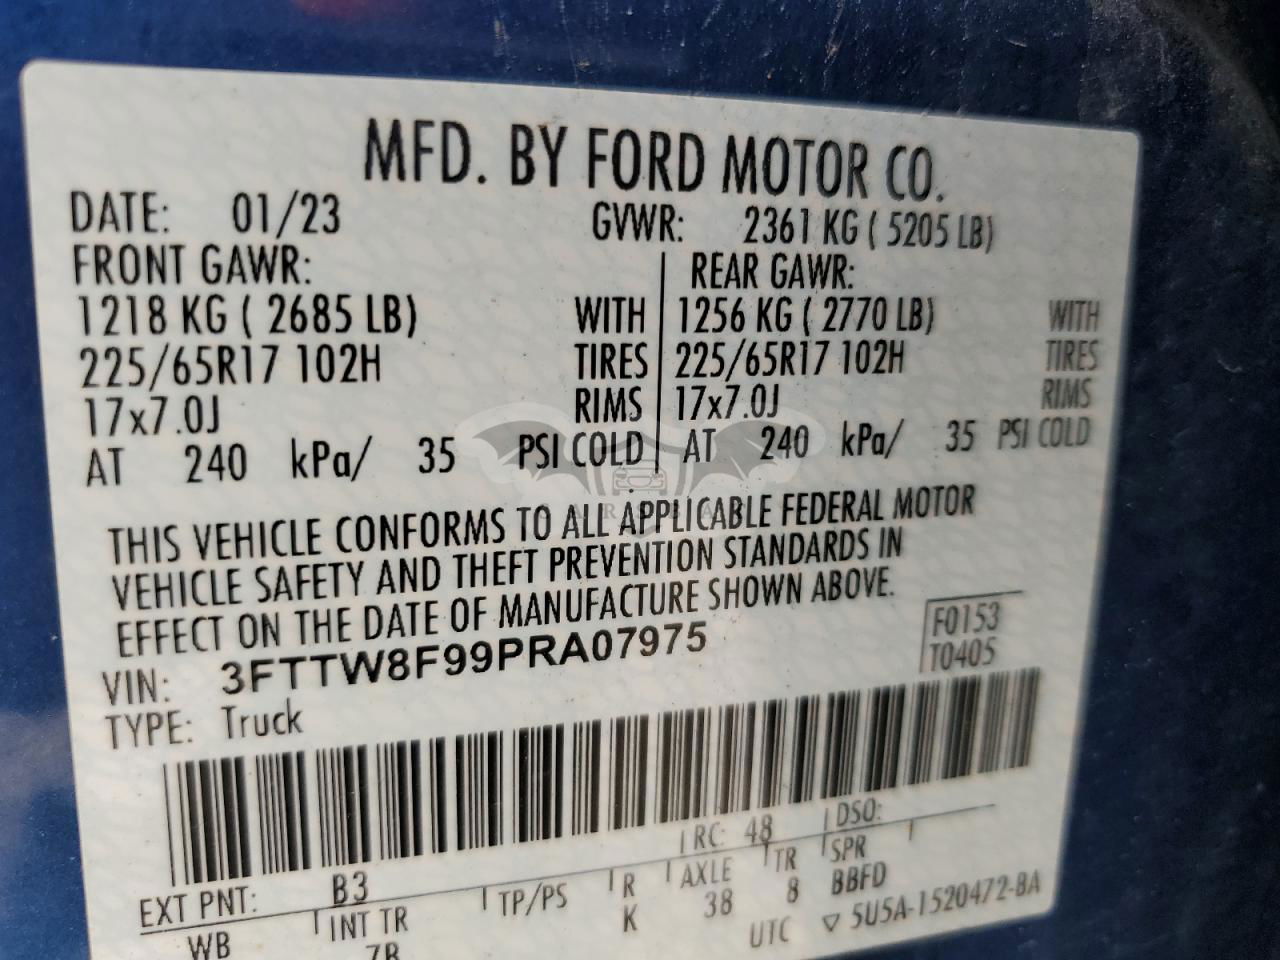 MFD. BY FORD MOTOR CO.
DATE: 01/23 GVWR: 2361 KG ( 5205 LB)
FRONT GAWR: REAR GAWR:
1218 KG ( 2685 LB) WITH 1256 KG ( 2770 LB) WITH
225/65R17 102H TIRES 225/65R17 102H TIRES
17x7.0J RIMS 17x7.0J RIMS
AT 240 kPa/ 35 PSI COLD AT 240 kPa/ 35 PSI COLD
THIS VEHICLE CONFORMS TO ALL APPLICABLE FEDERAL MOTOR
VEHICLE SAFETY AND THEFT PREVENTION STANDARDS IN
EFFECT ON THE DATE OF MANUFACTURE SHOWN ABOVE.
F0153
T0405
VIN: 3FTTW8F99PRA07975
TYPE: Truck
RC: 48 DSO:
EXT PNT: B3
WB INT TR TP/PS R AXLE TR SPR
7B K 38 8 BBFD
UTC ▽ 5U5A-1520472-BA